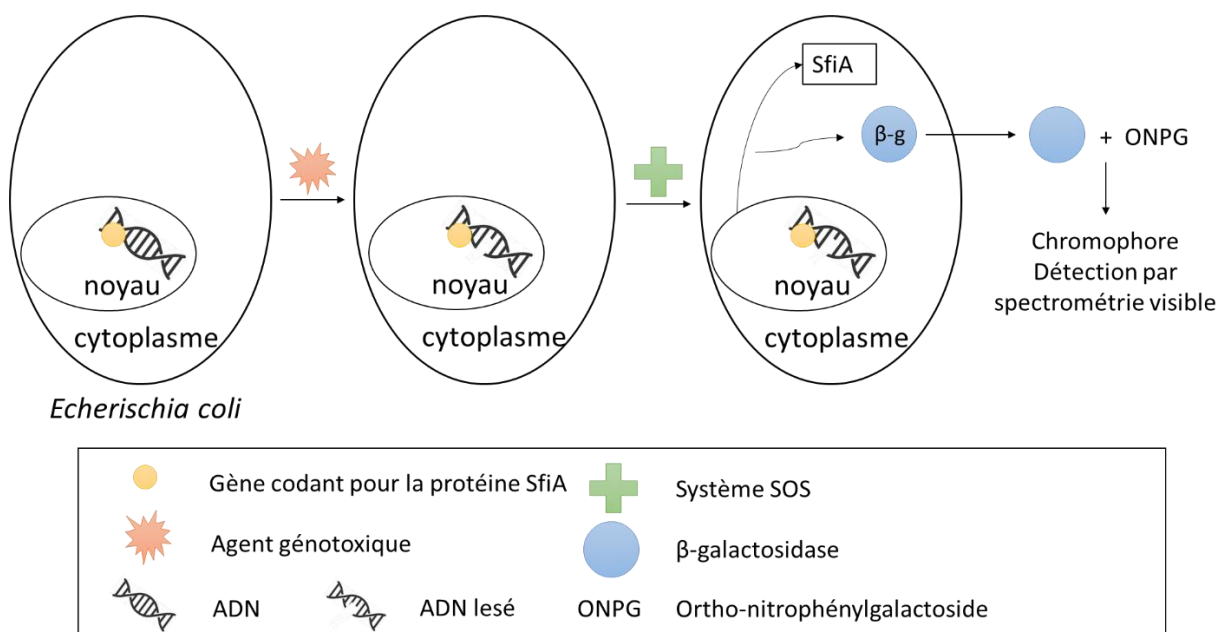 SfiA
β-g
+ ONPG
noyau
noyau
noyau
cytoplasme
cytoplasme
cytoplasme
Chromophore
Détection par
spectrométrie visible
Echerischia coli
Gène codant pour la protéine SfiA
Système SOS
Agent génotoxique
β-galactosidase
ADN
ADN lesé
ONPG
Ortho-nitrophénylgalactoside